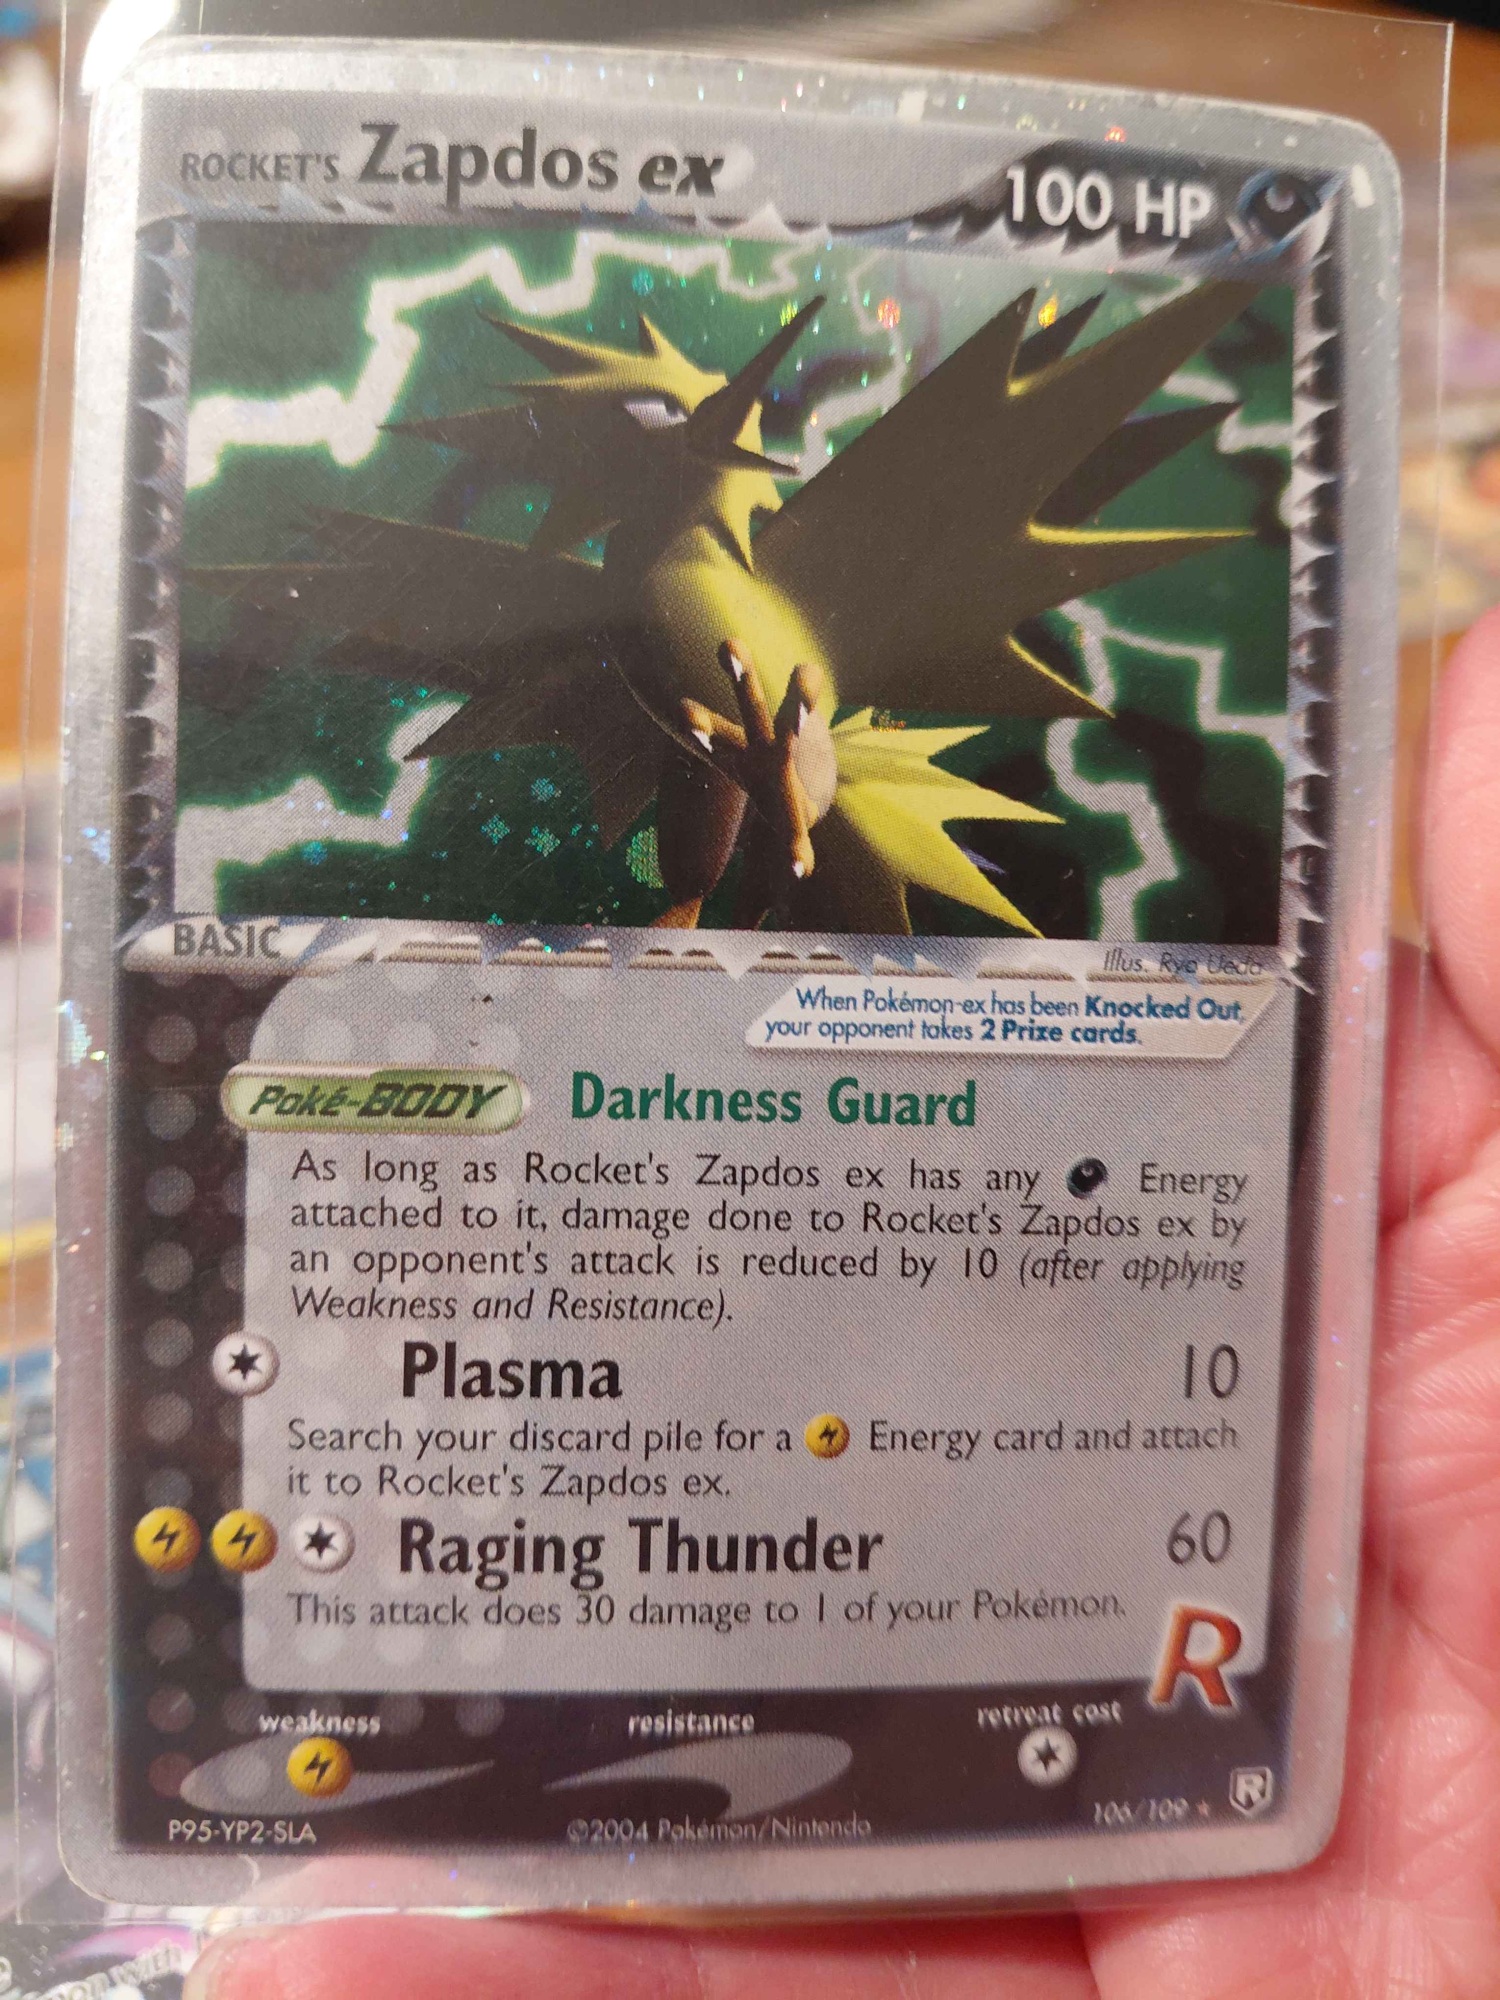 ROCKET'S Zapdos ex 100 HP
BASIC
Illus. Ryo Ueda
When Pokémon-ex has been Knocked Out,
your opponent takes 2 Prize cards.
Poké-BODY Darkness Guard
As long as Rocket's Zapdos ex has any Energy
attached to it, damage done to Rocket's Zapdos ex by
an opponent's attack is reduced by 10 (after applying
Weakness and Resistance).
Plasma 10
Search your discard pile for a Energy card and attach
it to Rocket's Zapdos ex.
Raging Thunder 60
This attack does 30 damage to 1 of your Pokémon.
R
weakness resistance retreat cost
106/109 R
P95-YP2-SLA ©2004 Pokémon/Nintendo
with